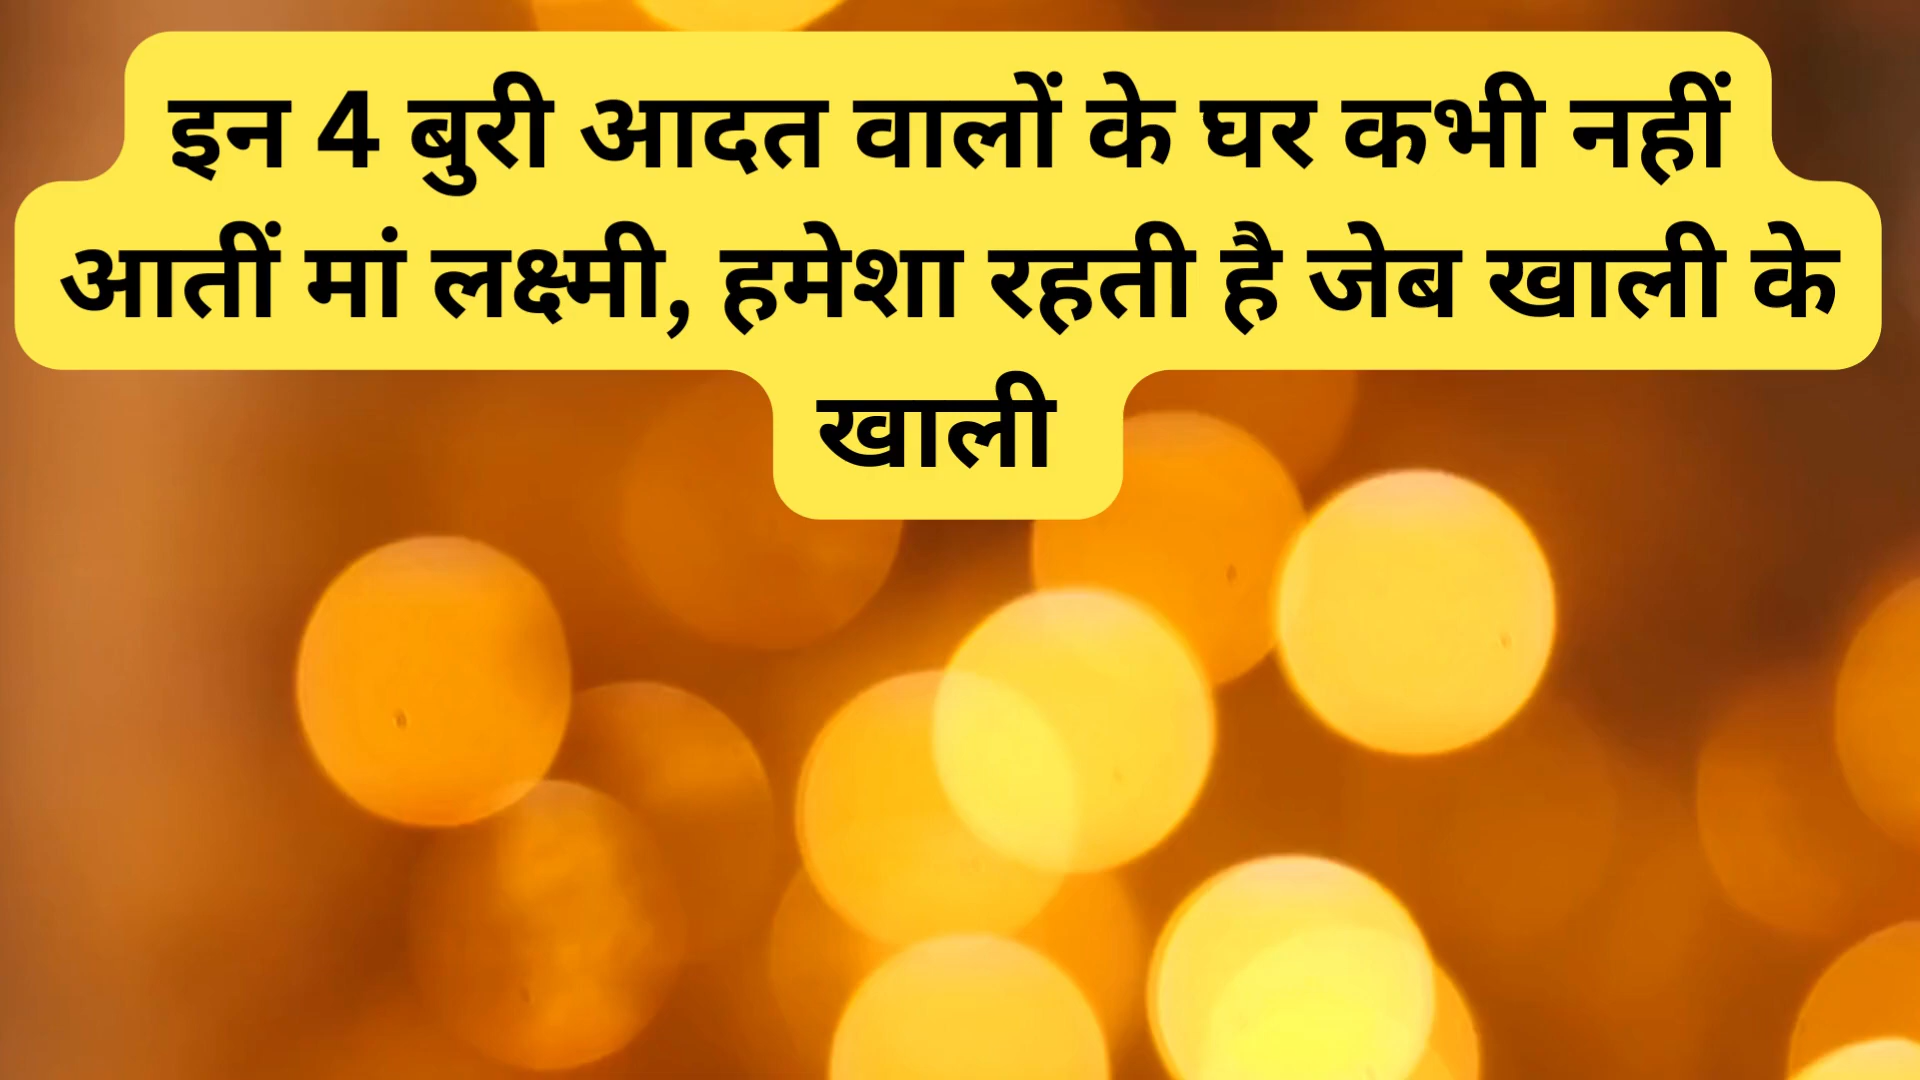 इन 4 बुरी आदत वालों के घर कभी नहीं
आतीं मां लक्ष्मी, हमेशा रहती है जेब खाली के
खाली